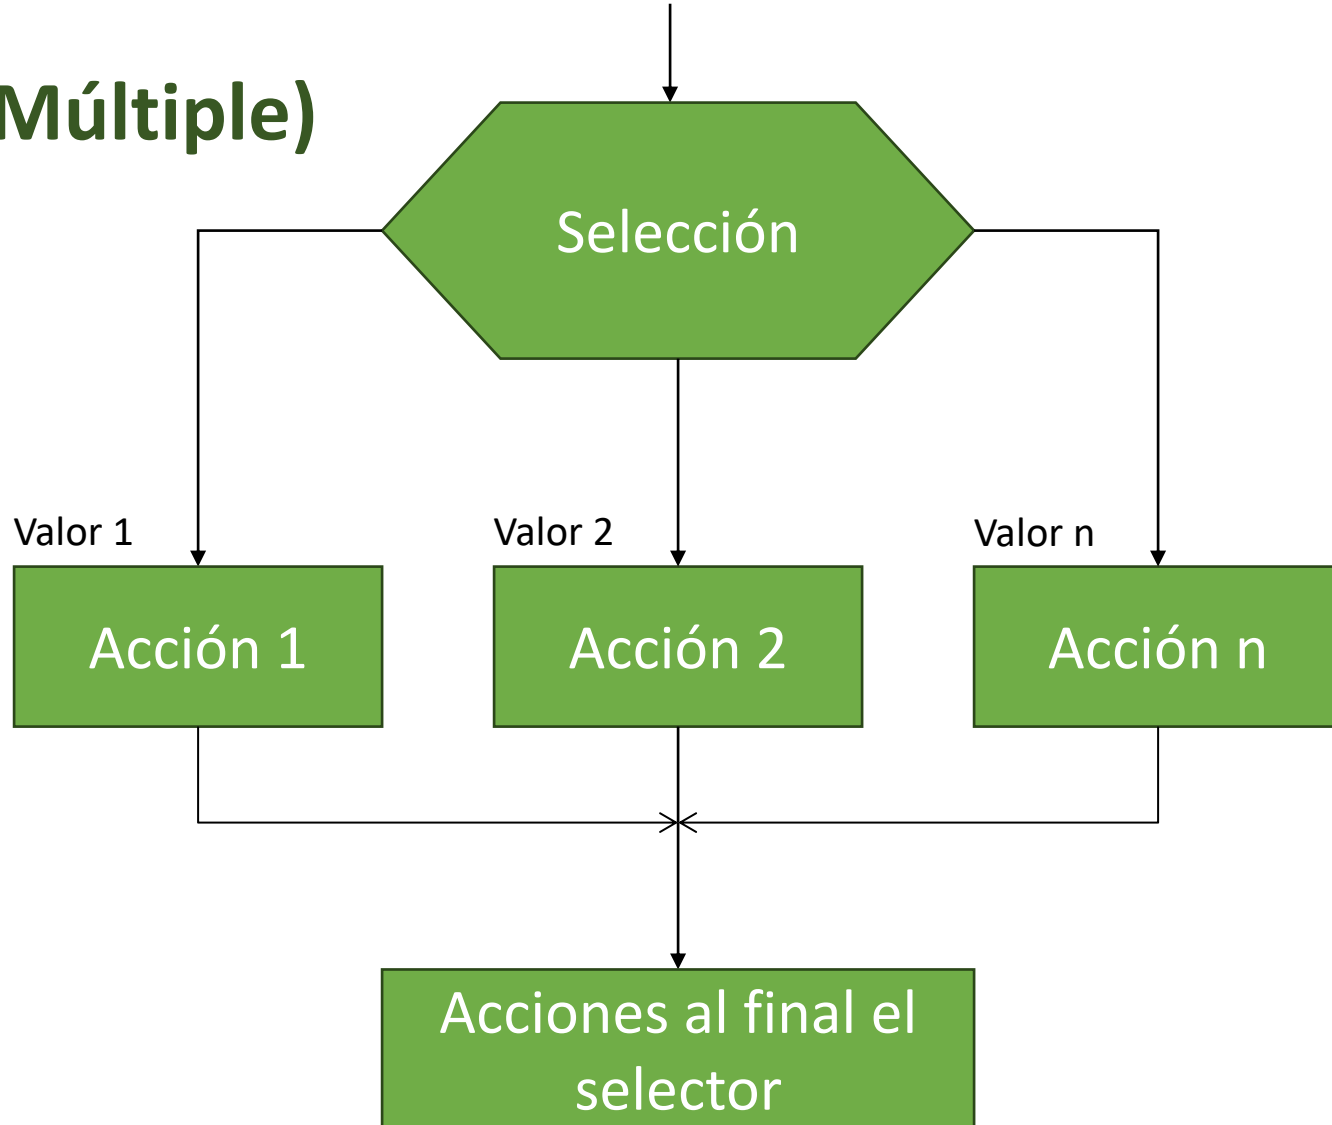 Múltiple)
Selección
Valor 1
Valor 2
Valor n
Acción 1
Acción 2
Acción n
Acciones al final el
selector